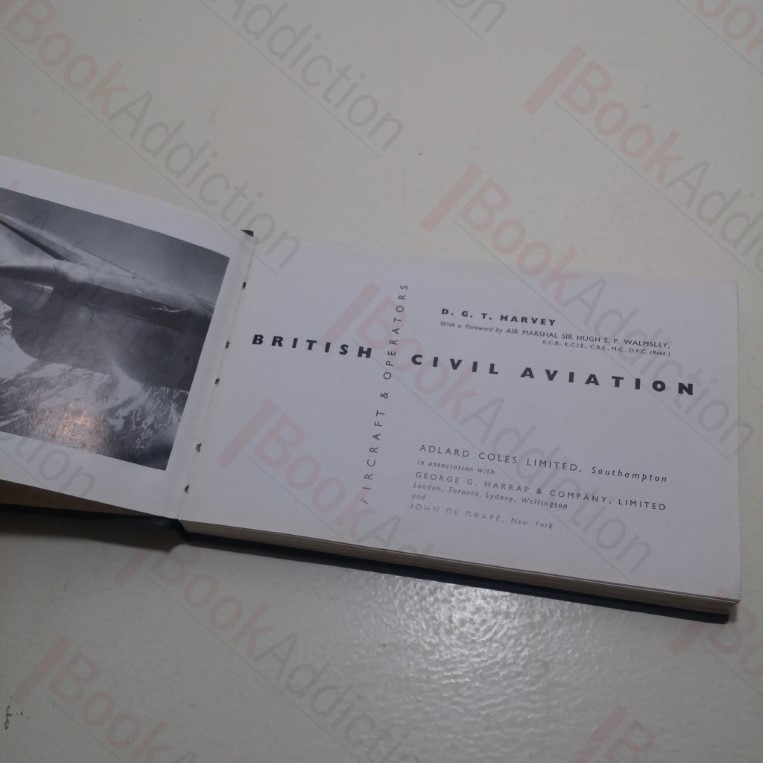 D. G. T. HARVEY
With a Foreword by AIR MARSHAL SIR HUGH S. P. WALMSLEY,
K.C.B., K.C.I.E., C.B.E., M.C., D.F.C. (Retd.)
BRITISH CIVIL AVIATION
AIRCRAFT & OPERATORS
ADLARD COLES LIMITED, Southampton
in association with
GEORGE G. HARRAP & COMPANY, LIMITED
London, Toronto, Sydney, Wellington
and
JOHN DE GRAFF, New York
BookAddiction